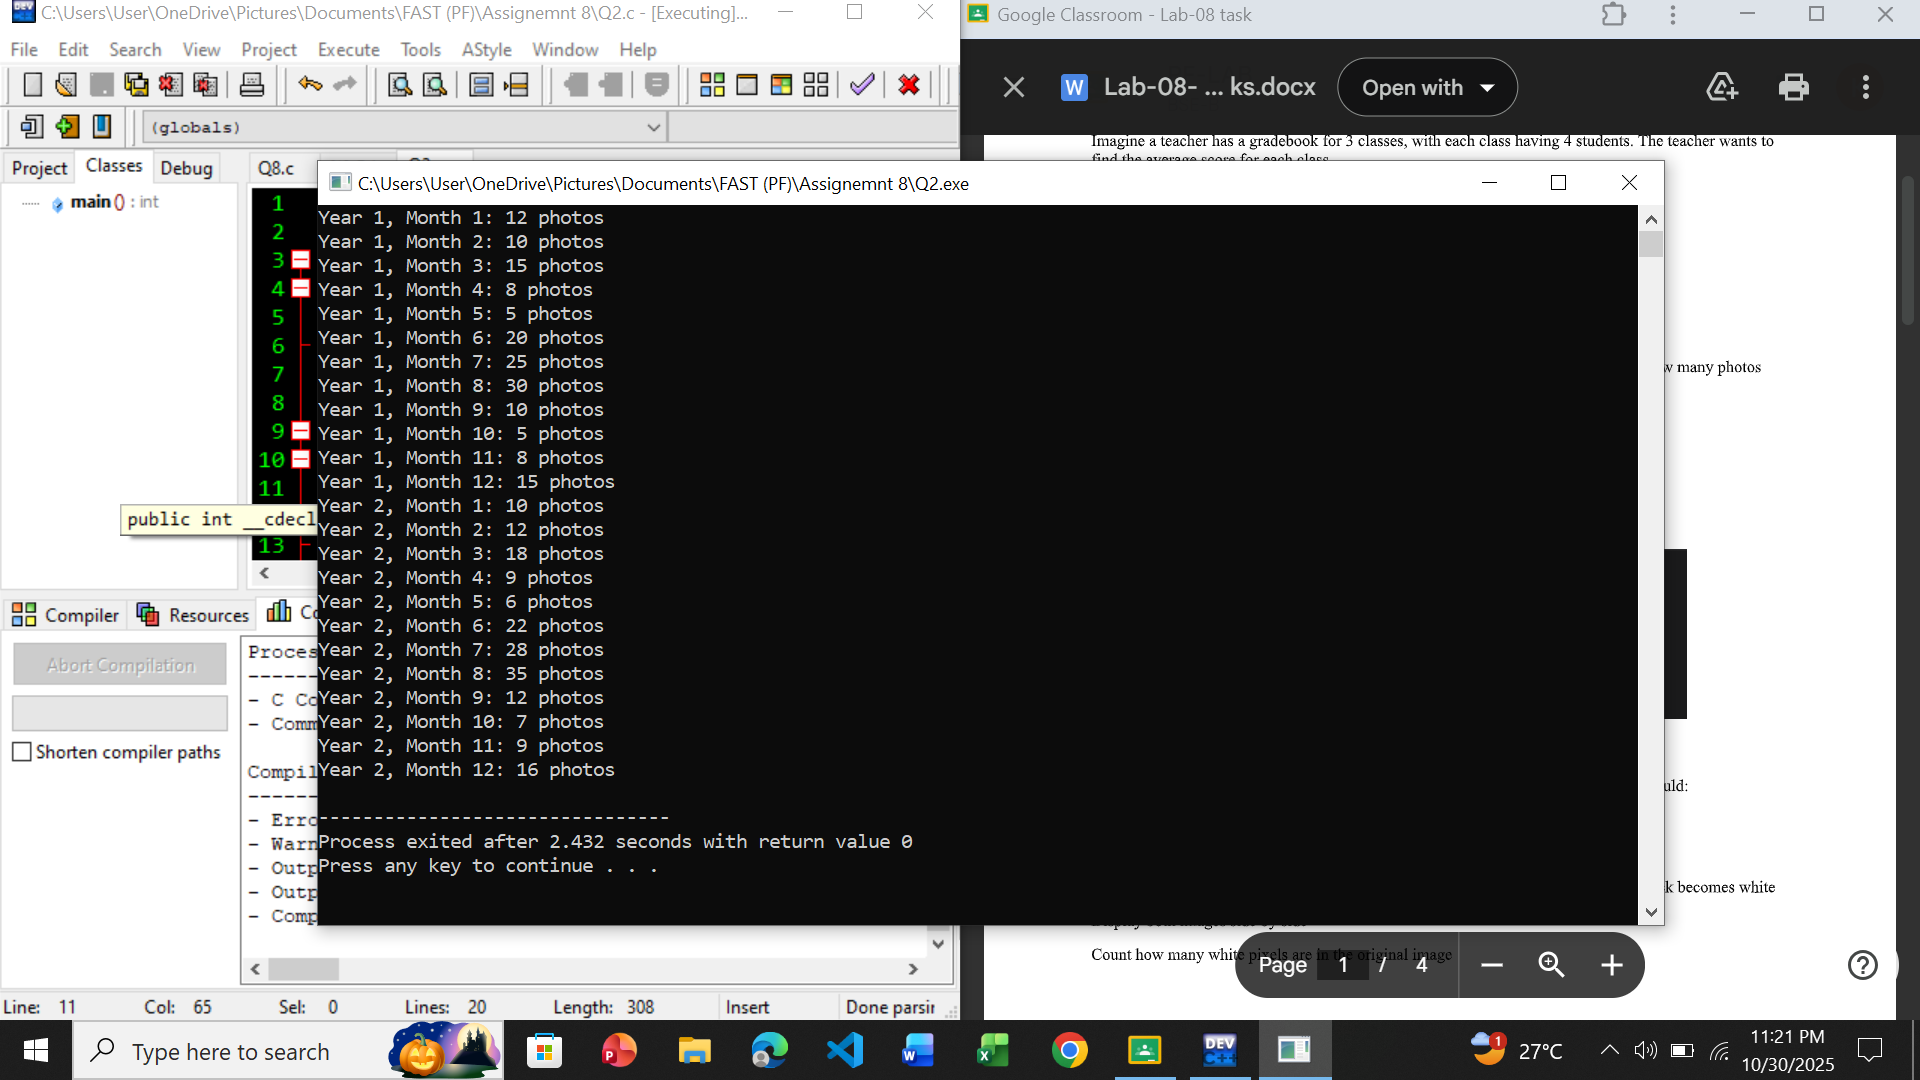 C:\Users\User\OneDrive\Pictures\Documents\FAST (PF)\Assignemnt 8\Q2.c - [Executing]...
File Edit Search View Project Execute Tools AStyle Window Help
(globals)
Project Classes Debug
main () : int
Q8.c
1
2
3
4
5
6
7
8
9
10
11
13
public int __cdecl
Compiler Resources
Abort Compilation
Shorten compiler paths
Line: 11 Col: 65 Sel: 0 Lines: 20 Length: 308 Insert Done parsin
C:\Users\User\OneDrive\Pictures\Documents\FAST (PF)\Assignemnt 8\Q2.exe
Year 1, Month 1: 12 photos
Year 1, Month 2: 10 photos
Year 1, Month 3: 15 photos
Year 1, Month 4: 8 photos
Year 1, Month 5: 5 photos
Year 1, Month 6: 20 photos
Year 1, Month 7: 25 photos
Year 1, Month 8: 30 photos
Year 1, Month 9: 10 photos
Year 1, Month 10: 5 photos
Year 1, Month 11: 8 photos
Year 1, Month 12: 15 photos
Year 2, Month 1: 10 photos
Year 2, Month 2: 12 photos
Year 2, Month 3: 18 photos
Year 2, Month 4: 9 photos
Year 2, Month 5: 6 photos
Year 2, Month 6: 22 photos
Year 2, Month 7: 28 photos
Year 2, Month 8: 35 photos
Year 2, Month 9: 12 photos
Year 2, Month 10: 7 photos
Year 2, Month 11: 9 photos
Year 2, Month 12: 16 photos
--------------------------------
Process exited after 2.432 seconds with return value 0
Press any key to continue . . .
Proces
- C Co
- Comm
Compil
- Erro
- Warn
- Outp
- Outp
- Comp
Google Classroom - Lab-08 task
W Lab-08- ... ks.docx Open with
Imagine a teacher has a gradebook for 3 classes, with each class having 4 students. The teacher wants to
find the average score for each class
w many photos
uld:
k becomes white
Display both images side by side
Count how many white pixels are in the original image
Page 1 / 4
Type here to search
DEV C++
1
27°C
11:21 PM
10/30/2025